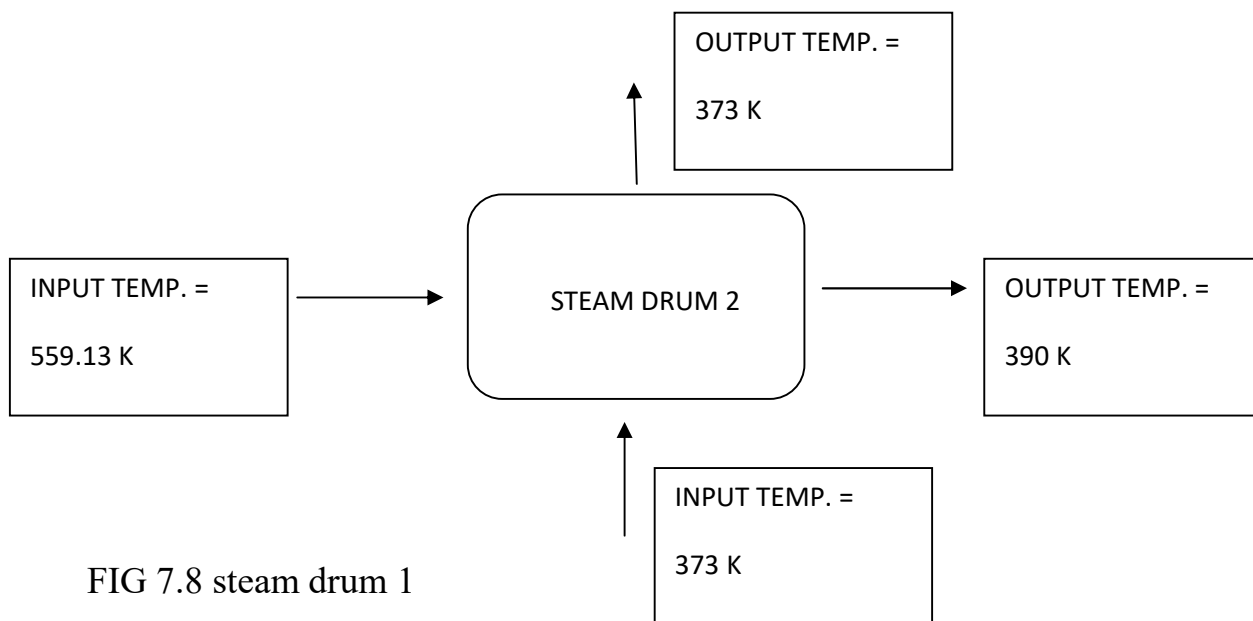 OUTPUT TEMP. =
373 K
INPUT TEMP. =
559.13 K
STEAM DRUM 2
OUTPUT TEMP. =
390 K
INPUT TEMP. =
373 K
FIG 7.8 steam drum 1